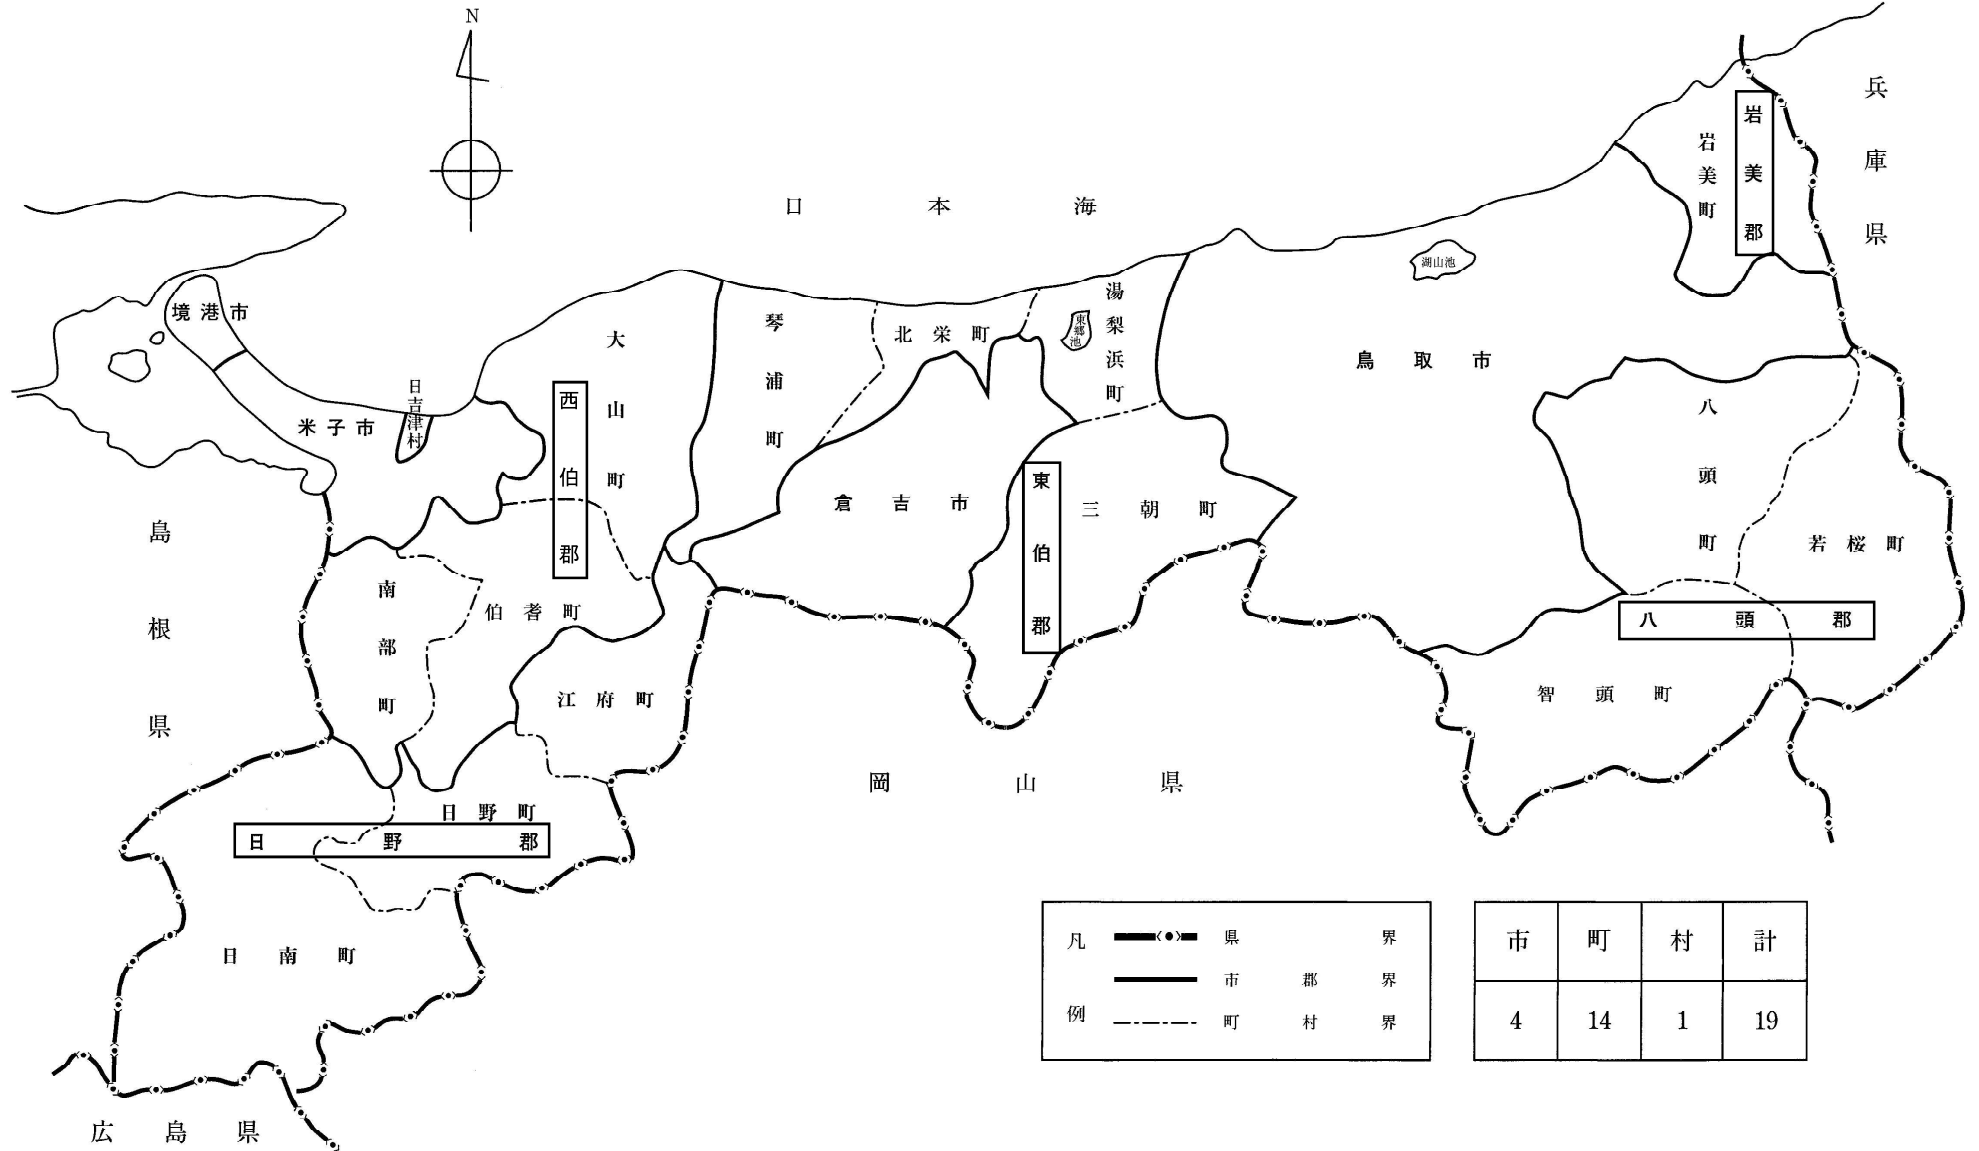 N
日本海
兵庫県
岩美郡
岩美町
湖山池
鳥取市
湯梨浜町
東郷池
北栄町
琴浦町
大山町
境港市
日吉津村
米子市
西伯郡
倉吉市
東伯郡
三朝町
八頭町
若桜町
八頭郡
智頭町
島根県
南部町
伯耆町
江府町
日野町
日野郡
日南町
岡山県
広島県
凡例
県界
市郡界
町村界
市 町 村 計
4 14 1 19